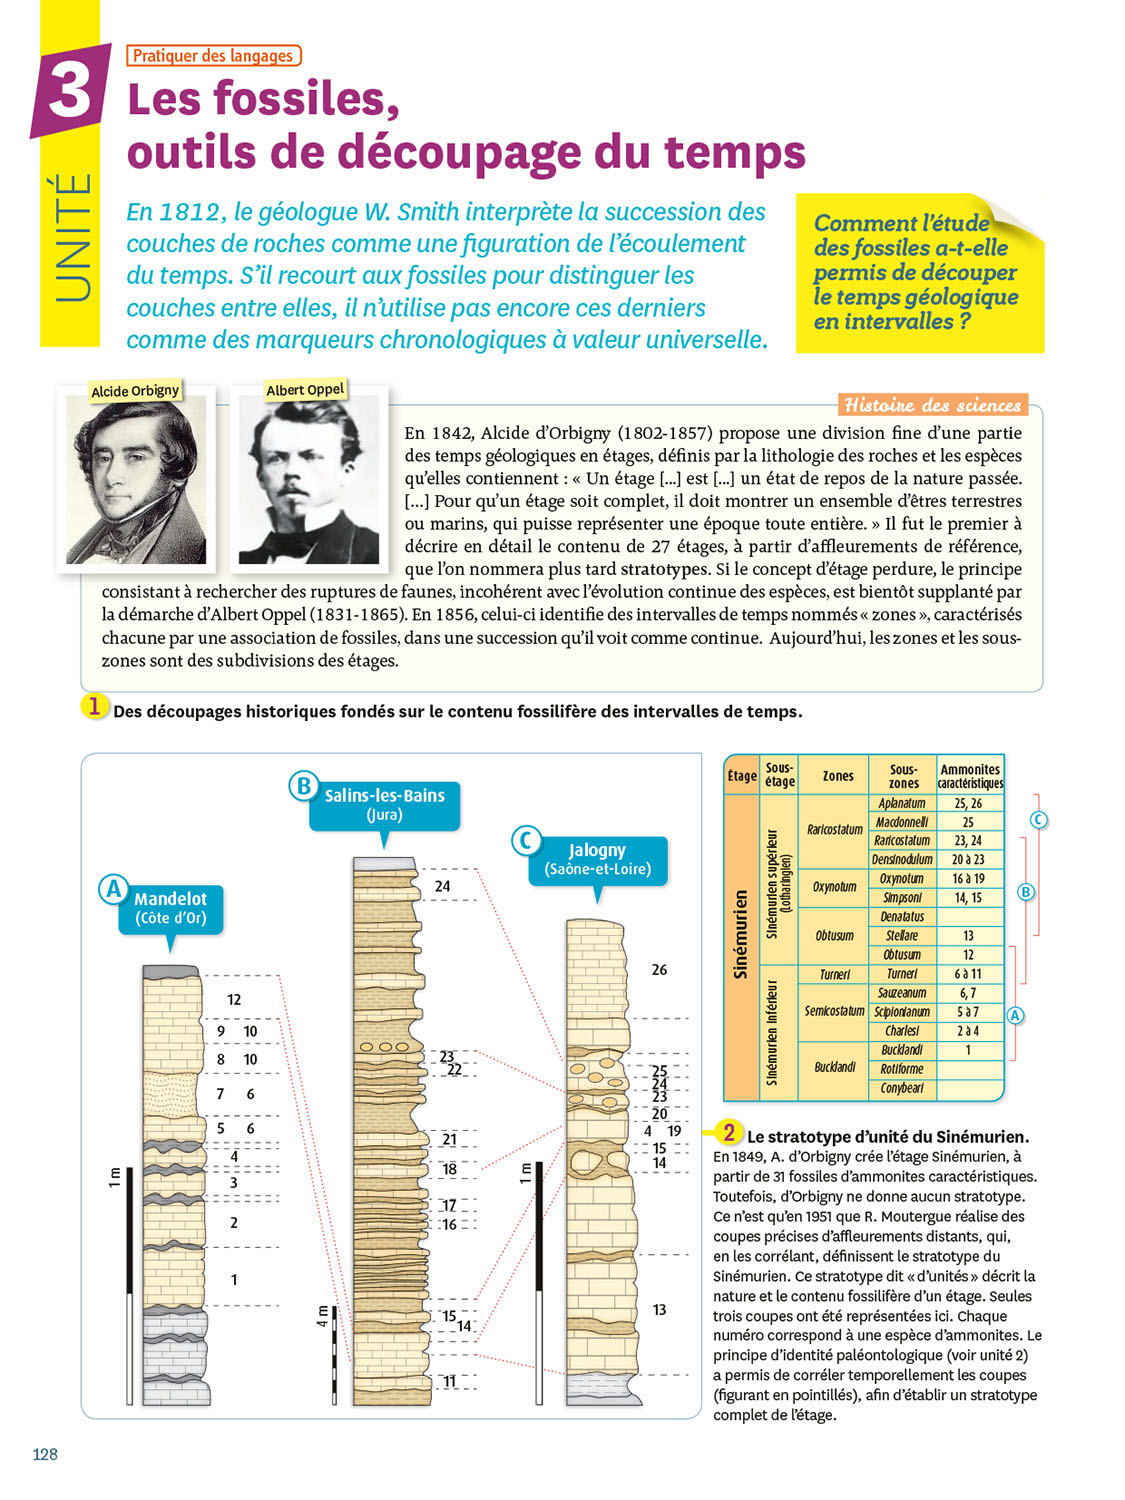 Pratiquer des langages
3
UNITÉ
Les fossiles,
outils de découpage du temps
En 1812, le géologue W. Smith interprète la succession des
couches de roches comme une figuration de l'écoulement
du temps. S'il recourt aux fossiles pour distinguer les
couches entre elles, il n'utilise pas encore ces derniers
comme des marqueurs chronologiques à valeur universelle.
Comment l'étude
des fossiles a-t-elle
permis de découper
le temps géologique
en intervalles ?
Alcide Orbigny
Albert Oppel
Histoire des sciences
En 1842, Alcide d'Orbigny (1802-1857) propose une division fine d'une partie
des temps géologiques en étages, définis par la lithologie des roches et les espèces
qu'elles contiennent : « Un étage [...] est [...] un état de repos de la nature passée.
[...] Pour qu'un étage soit complet, il doit montrer un ensemble d'êtres terrestres
ou marins, qui puisse représenter une époque toute entière. » Il fut le premier à
décrire en détail le contenu de 27 étages, à partir d'affleurements de référence,
que l'on nommera plus tard stratotypes. Si le concept d'étage perdure, le principe
consistant à rechercher des ruptures de faunes, incohérent avec l'évolution continue des espèces, est bientôt supplanté par
la démarche d'Albert Oppel (1831-1865). En 1856, celui-ci identifie des intervalles de temps nommés « zones », caractérisés
chacune par une association de fossiles, dans une succession qu'il voit comme continue. Aujourd'hui, les zones et les sous-
zones sont des subdivisions des étages.
1 Des découpages historiques fondés sur le contenu fossilifère des intervalles de temps.
A
Mandelot
(Côte d'Or)
12
9 10
8 10
7 6
5 6
4
3
2
1
1 m
B
Salins-les-Bains
(Jura)
24
23
22
21
18
17
16
15
14
11
4 m
C
Jalogny
(Saône-et-Loire)
26
25
24
23
20
4 19
15
14
13
1 m
Étage
Sous-étage
Zones
Sous-zones
Ammonites caractéristiques
Sinémurien
Sinémurien supérieur
(Lotharingien)
Raricostatum
Aplanatum 25, 26
Macdonnelli 25
Raricostatum 23, 24
Densinodulum 20 à 23
Oxynotum
Oxynotum 16 à 19
Simpsoni 14, 15
Obtusum
Denatatus
Stellare 13
Obtusum 12
Sinémurien Inférieur
Turneri
Turneri 6 à 11
Semicostatum
Sauzeanum 6, 7
Scipionianum 5 à 7
Charlesi 2 à 4
Bucklandi
Bucklandi 1
Rotiforme
Conybeari
C
B
A
2 Le stratotype d'unité du Sinémurien.
En 1849, A. d'Orbigny crée l'étage Sinémurien, à
partir de 31 fossiles d'ammonites caractéristiques.
Toutefois, d'Orbigny ne donne aucun stratotype.
Ce n'est qu'en 1951 que R. Moutergue réalise des
coupes précises d'affleurements distants, qui,
en les corrélant, définissent le stratotype du
Sinémurien. Ce stratotype dit « d'unités » décrit la
nature et le contenu fossilifère d'un étage. Seules
trois coupes ont été représentées ici. Chaque
numéro correspond à une espèce d'ammonites. Le
principe d'identité paléontologique (voir unité 2)
a permis de corréler temporellement les coupes
(figurant en pointillés), afin d'établir un stratotype
complet de l'étage.
128